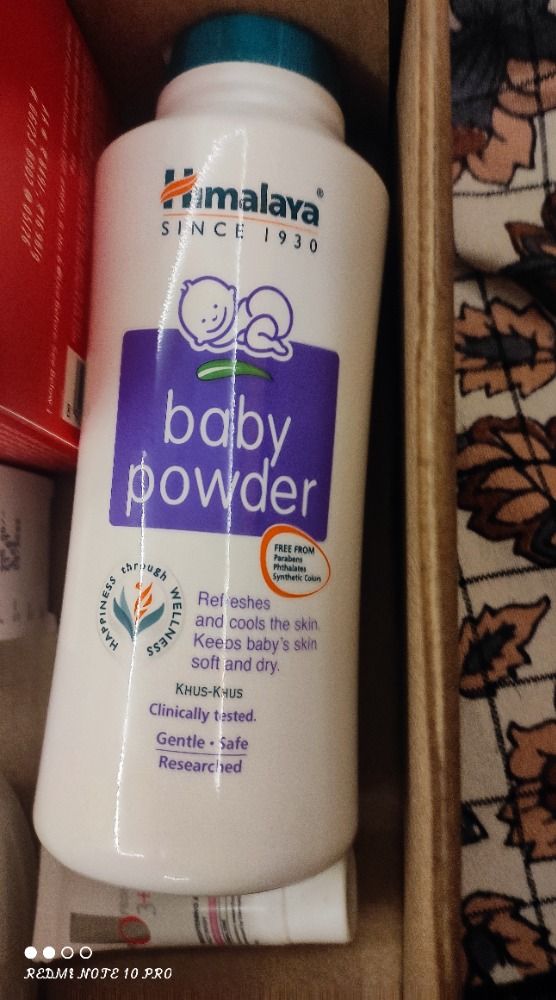 Himalaya®
SINCE 1930
baby
powder
FREE FROM
Parabens
Phthalates
Synthetic Colors
HAPPINESS through WELLNESS
Refreshes
and cools the skin.
Keeps baby's skin
soft and dry.
KHUS-KHUS
Clinically tested.
Gentle • Safe
Researched
REDMI NOTE 10 PRO